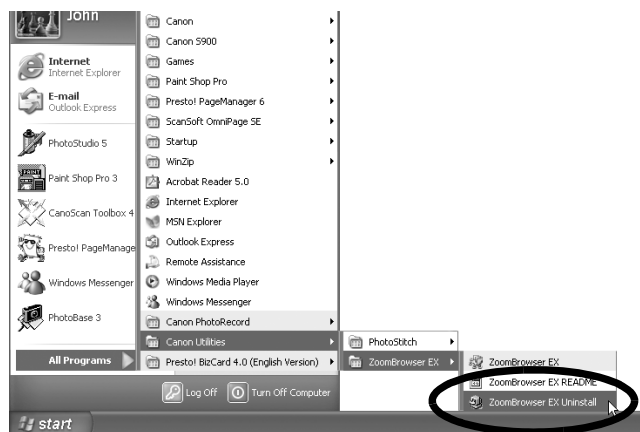 John
Internet
Internet Explorer
E-mail
Outlook Express
PhotoStudio 5
Paint Shop Pro 3
CanoScan Toolbox 4
Presto! PageManage
Windows Messenger
PhotoBase 3
All Programs
Canon
Canon S900
Games
Paint Shop Pro
Presto! PageManager 6
ScanSoft OmniPage SE
Startup
WinZip
Acrobat Reader 5.0
Internet Explorer
MSN Explorer
Outlook Express
Remote Assistance
Windows Media Player
Windows Messenger
Canon PhotoRecord
Canon Utilities
Presto! BizCard 4.0 (English Version)
PhotoStitch
ZoomBrowser EX
ZoomBrowser EX
ZoomBrowser EX README
ZoomBrowser EX Uninstall
Log Off
Turn Off Computer
start